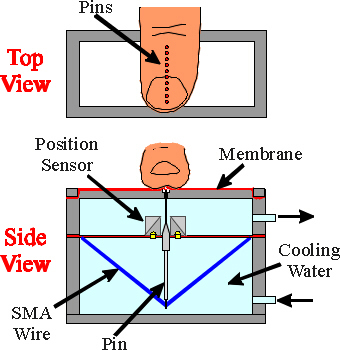 Pins
Top
View
Position
Sensor
Membrane
Side
View
Cooling
Water
SMA
Wire
Pin